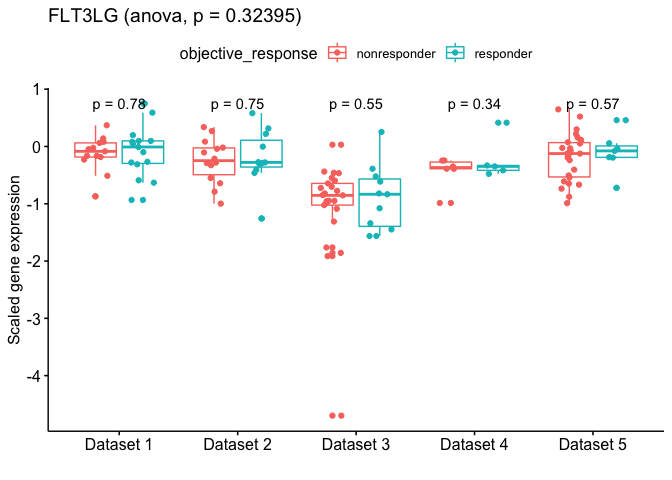 FLT3LG (anova, p = 0.32395)
objective_response nonresponder responder
p = 0.78 p = 0.75 p = 0.55 p = 0.34 p = 0.57
1
0
-1
-2
-3
-4
Scaled gene expression
Dataset 1 Dataset 2 Dataset 3 Dataset 4 Dataset 5